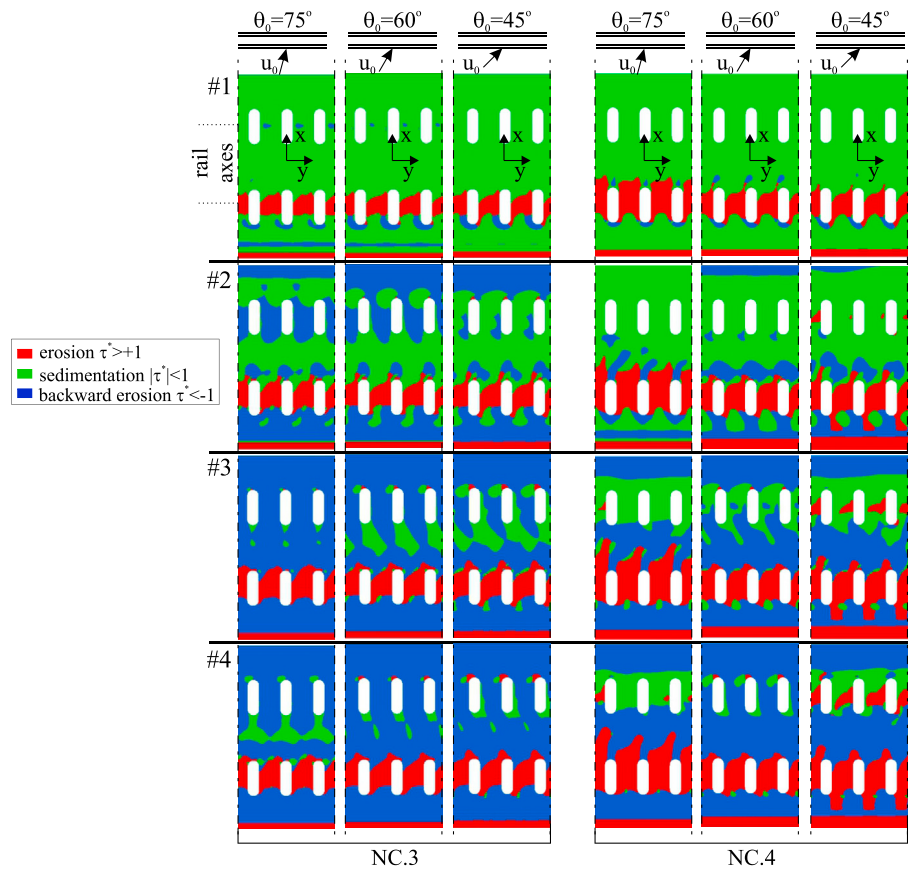 θ₀=75° θ₀=60° θ₀=45° θ₀=75° θ₀=60° θ₀=45°
u₀ u₀ u₀ u₀ u₀ u₀
#1
x x x x x x
y y y y y y
rail axes
#2
erosion τ*>+1
sedimentation |τ*|<1
backward erosion τ*<-1
#3
#4
NC.3 NC.4